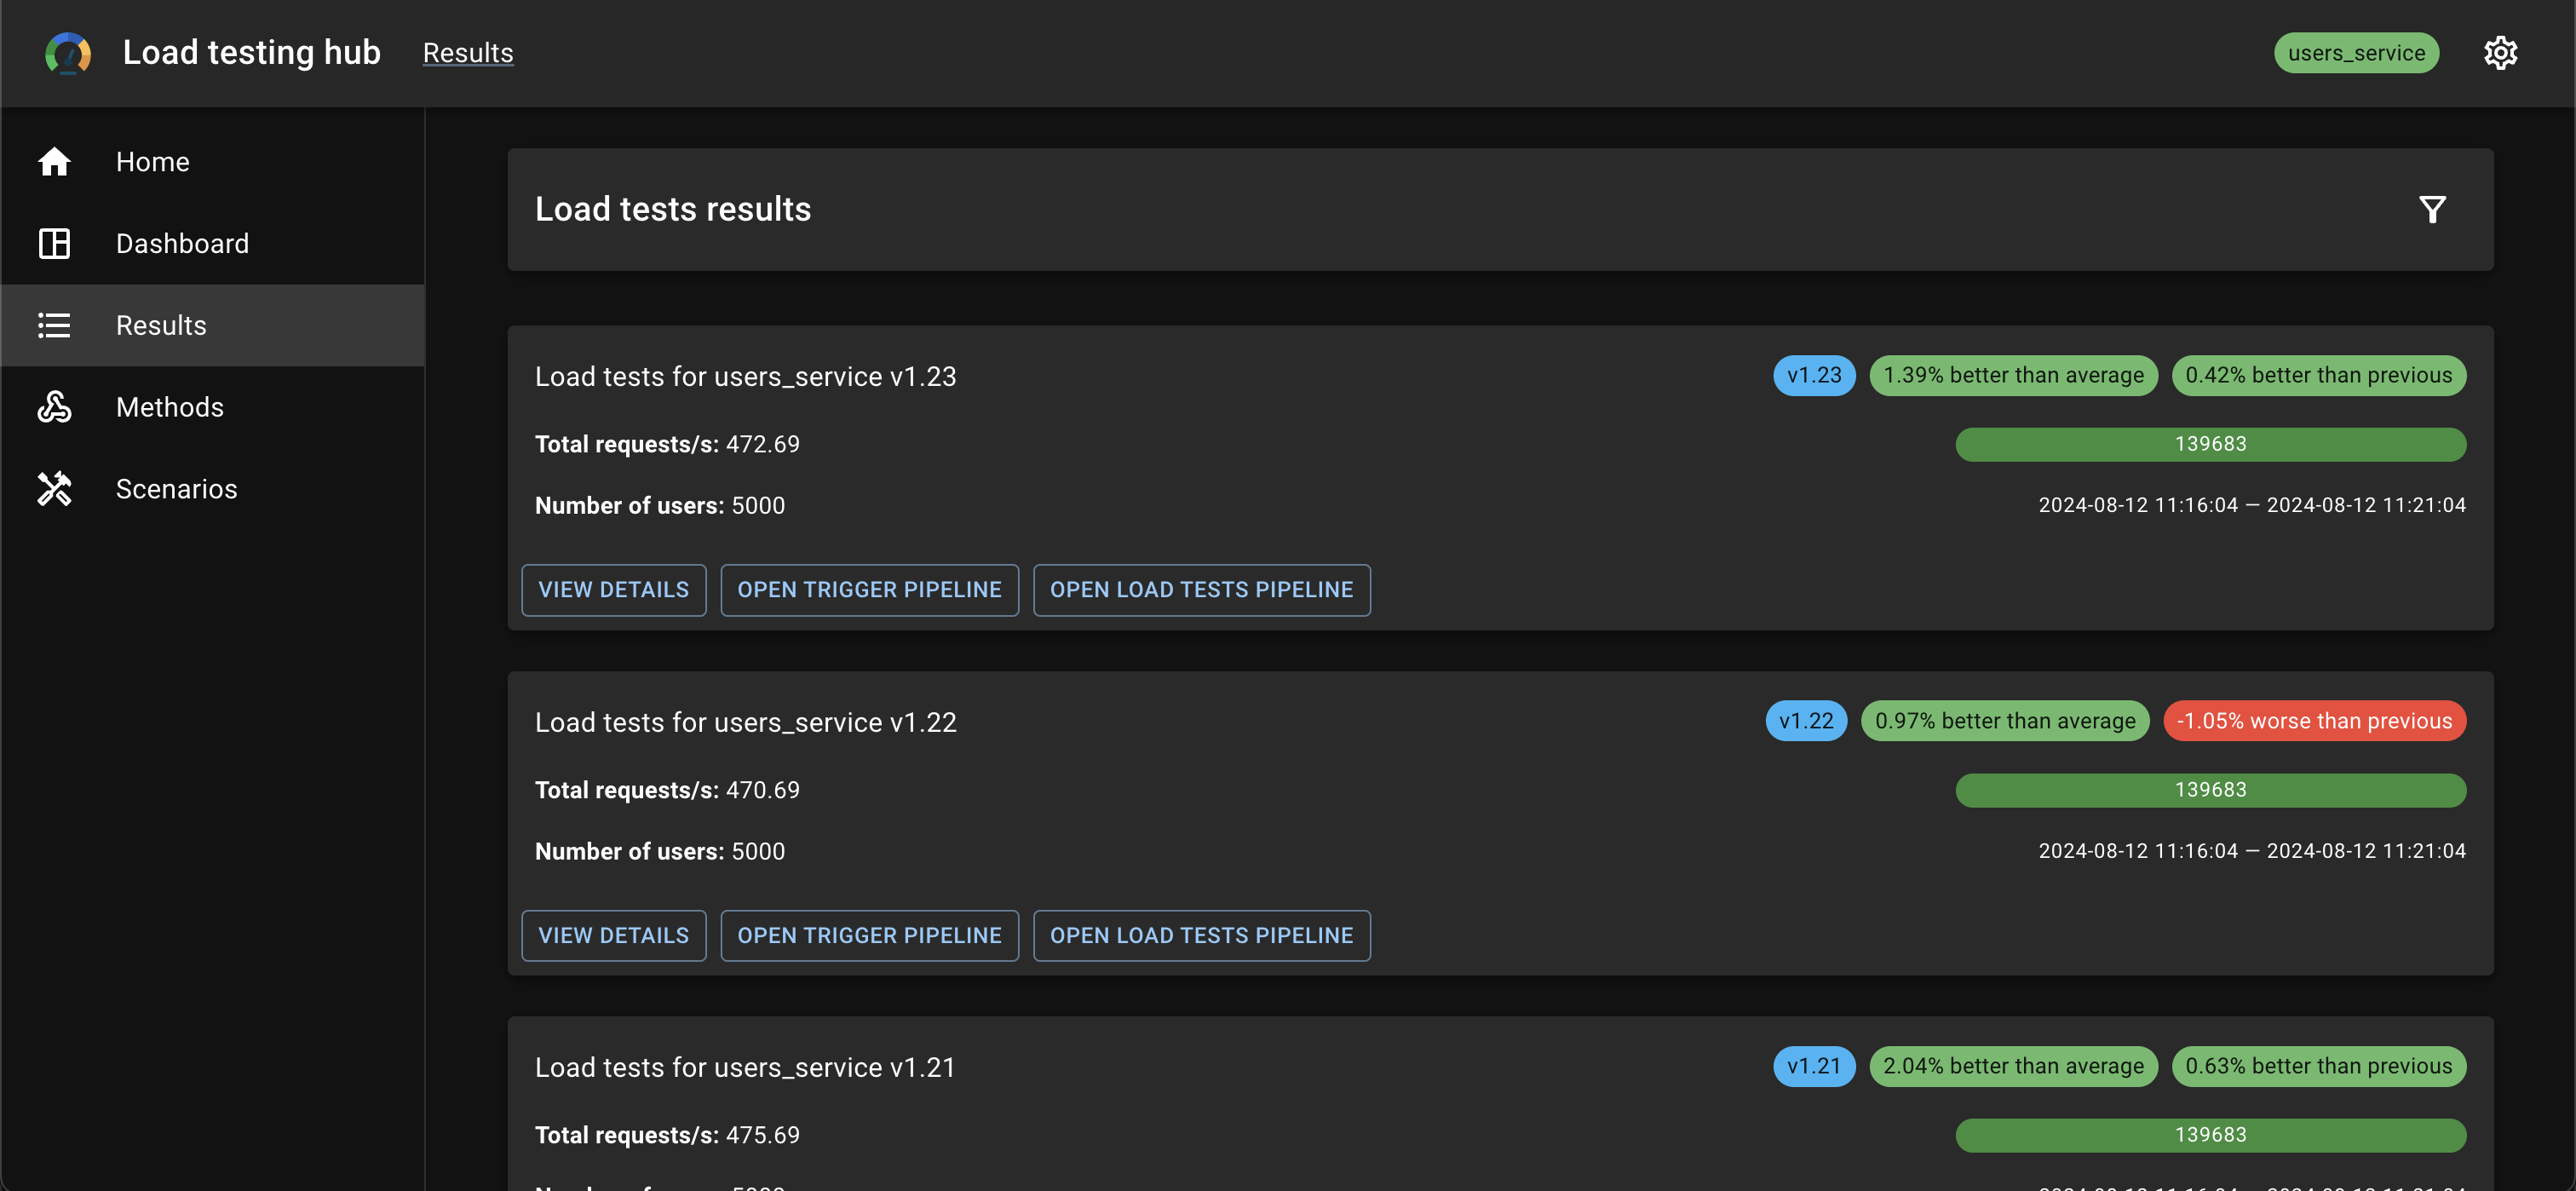 Load testing hub
Results
users_service
Home
Dashboard
Results
Methods
Scenarios
Load tests results
Load tests for users_service v1.23
v1.23
1.39% better than average
0.42% better than previous
Total requests/s: 472.69
139683
Number of users: 5000
2024-08-12 11:16:04 — 2024-08-12 11:21:04
VIEW DETAILS
OPEN TRIGGER PIPELINE
OPEN LOAD TESTS PIPELINE
Load tests for users_service v1.22
v1.22
0.97% better than average
-1.05% worse than previous
Total requests/s: 470.69
139683
Number of users: 5000
2024-08-12 11:16:04 — 2024-08-12 11:21:04
VIEW DETAILS
OPEN TRIGGER PIPELINE
OPEN LOAD TESTS PIPELINE
Load tests for users_service v1.21
v1.21
2.04% better than average
0.63% better than previous
Total requests/s: 475.69
139683